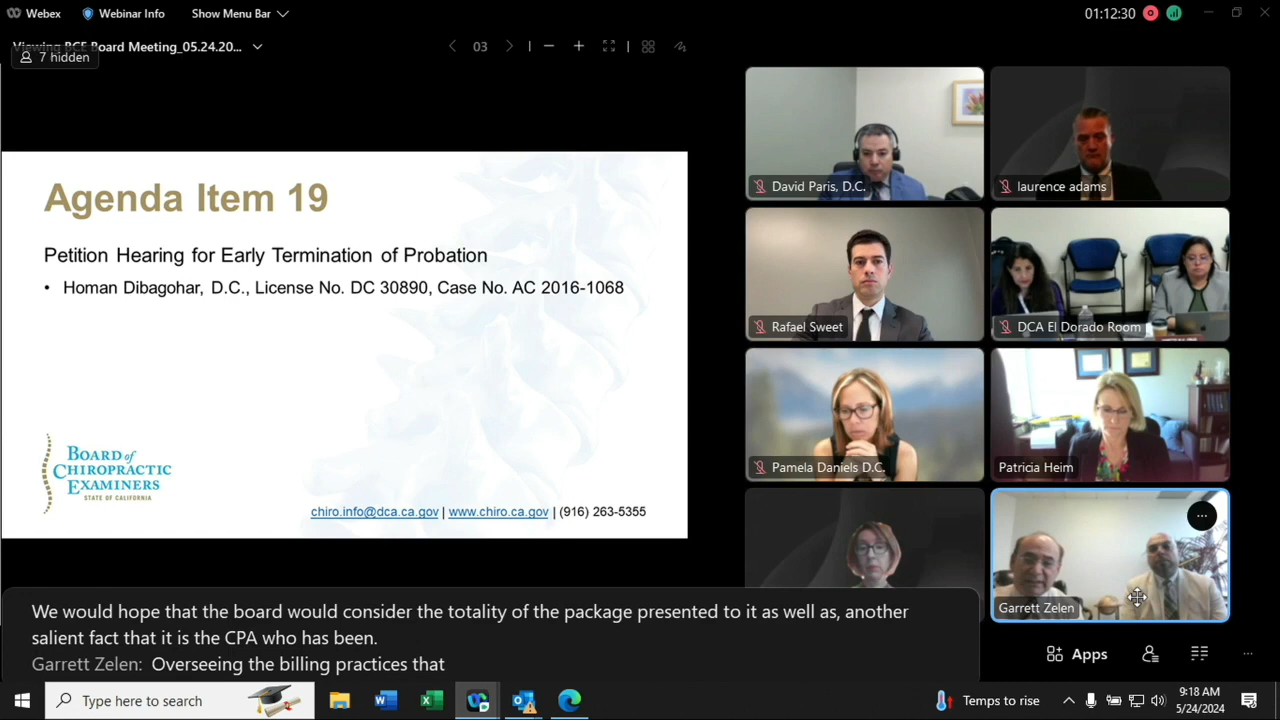 Webex
Webinar Info
Show Menu Bar
01:12:30
Viewing BCE Board Meeting_05.24.20...
7 hidden
03
Agenda Item 19
Petition Hearing for Early Termination of Probation
• Homan Dibagohar, D.C., License No. DC 30890, Case No. AC 2016-1068
BOARD of
CHIROPRACTIC
EXAMINERS
STATE OF CALIFORNIA
chiro.info@dca.ca.gov | www.chiro.ca.gov | (916) 263-5355
David Paris, D.C.
laurence adams
Rafael Sweet
DCA El Dorado Room
Pamela Daniels D.C.
Patricia Heim
Garrett Zelen
We would hope that the board would consider the totality of the package presented to it as well as, another
salient fact that it is the CPA who has been.
Garrett Zelen: Overseeing the billing practices that
Apps
Type here to search
Temps to rise
9:18 AM
5/24/2024